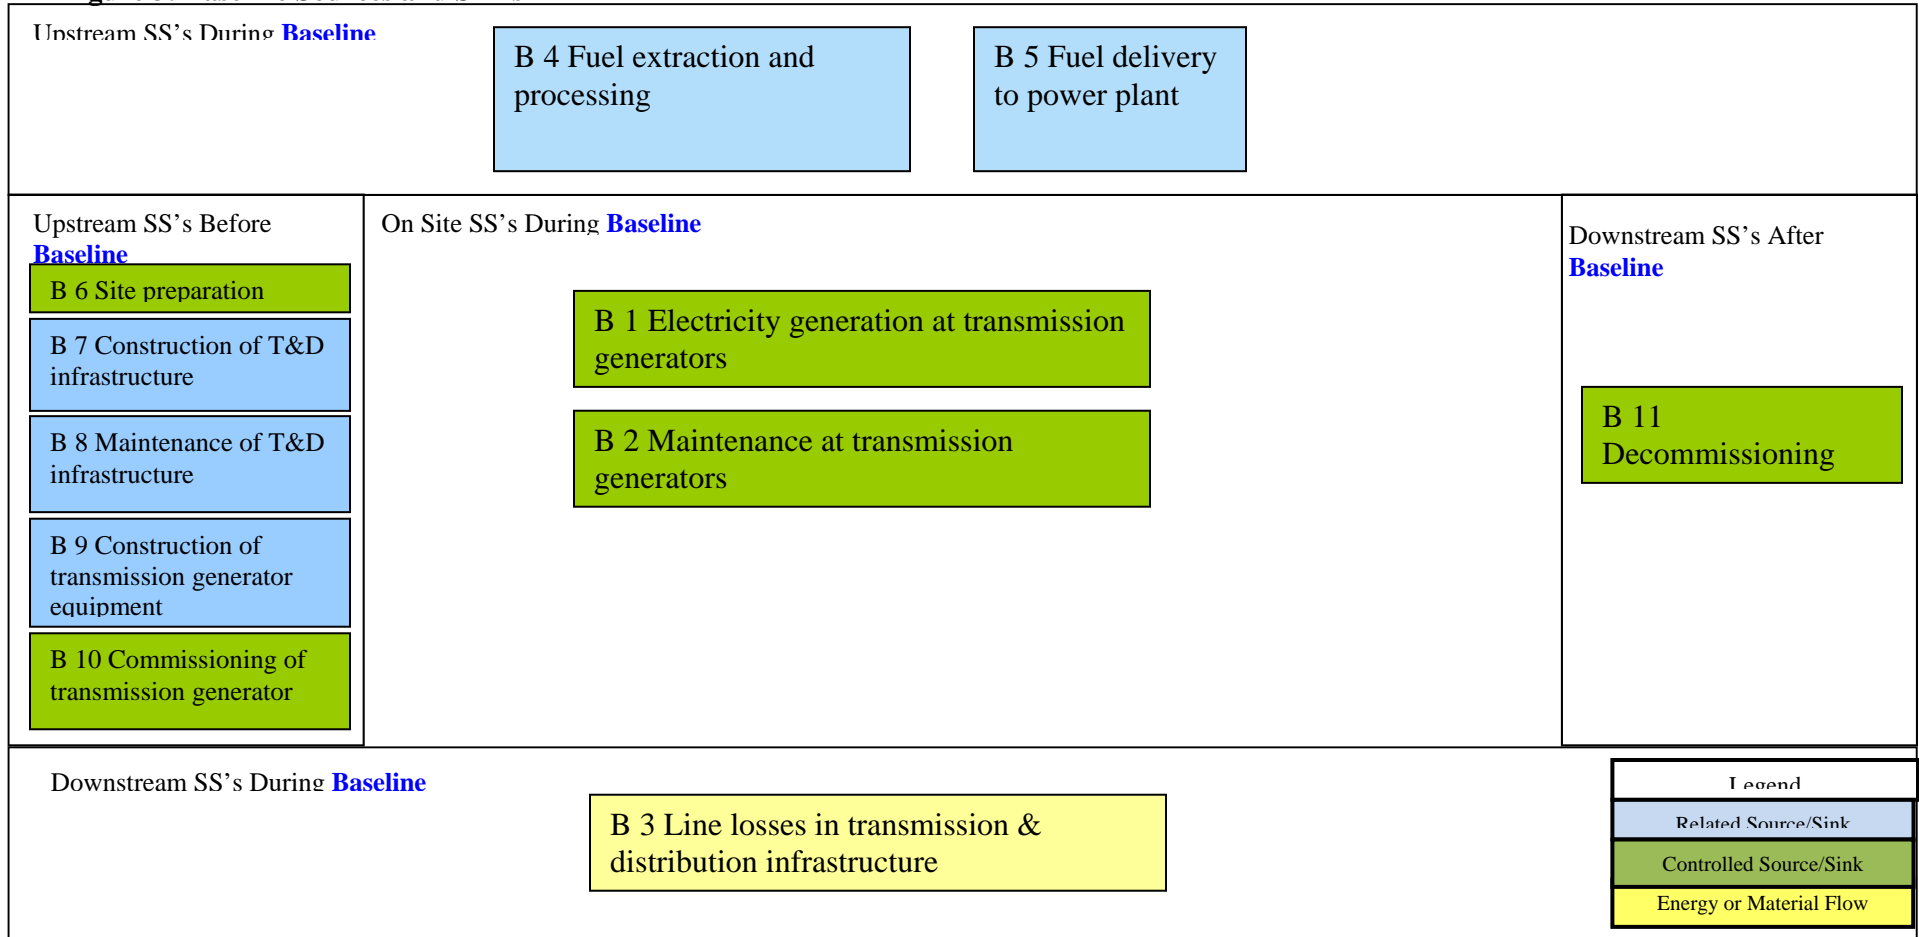 Upstream SS's During Baseline
B 4 Fuel extraction and
processing
B 5 Fuel delivery
to power plant
Upstream SS's Before
Baseline
B 6 Site preparation
B 7 Construction of T&D
infrastructure
B 8 Maintenance of T&D
infrastructure
B 9 Construction of
transmission generator
equipment
B 10 Commissioning of
transmission generator
On Site SS's During Baseline
B 1 Electricity generation at transmission
generators
B 2 Maintenance at transmission
generators
Downstream SS's After
Baseline
B 11
Decommissioning
Downstream SS's During Baseline
B 3 Line losses in transmission &
distribution infrastructure
Legend
Related Source/Sink
Controlled Source/Sink
Energy or Material Flow